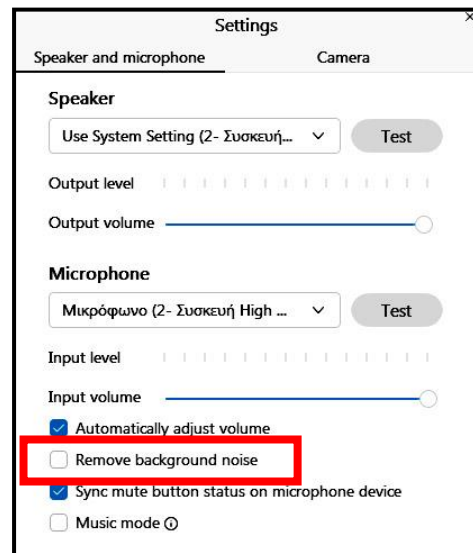 Settings
Speaker and microphone Camera
Speaker
Use System Setting (2- Συσκευή... Test
Output level
Output volume
Microphone
Μικρόφωνο (2- Συσκευή High ... Test
Input level
Input volume
Automatically adjust volume
Remove background noise
Sync mute button status on microphone device
Music mode